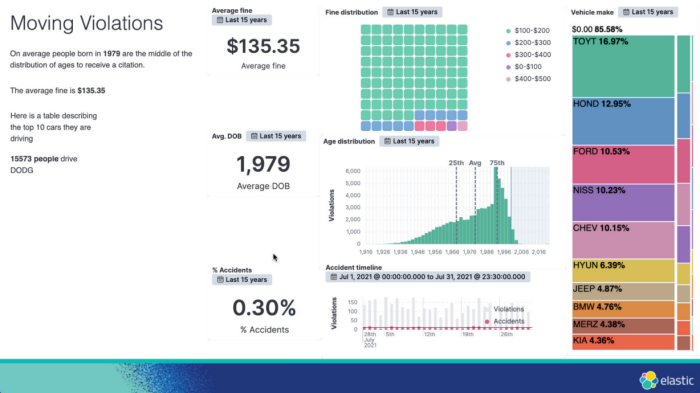 Moving Violations
On average people born in 1979 are the middle of the
distribution of ages to receive a citation.
The average fine is $135.35
Here is a table describing
the top 10 cars they are
driving
15573 people drive
DODG
Average fine
Last 15 years
$135.35
Average fine
Avg. DOB
Last 15 years
1,979
Average DOB
% Accidents
Last 15 years
0.30%
% Accidents
Fine distribution
Last 15 years
$100-$200
$200-$300
$300-$400
$0-$100
$400-$500
Age distribution
Last 15 years
25th Avg 75th
Violations
6,000
5,000
4,000
3,000
2,000
1,000
0
1,916 1,926 1,936 1,946 1,956 1,966 1,976 1,986 1,996 2,006 2,016
Accident timeline
Jul 1, 2021 @ 00:00:00.000 to Jul 31, 2021 @ 23:30:00.000
Violations
150
100
50
0
Violations
Accidents
28th 5th 12th 19th 26th
July
2021
Vehicle make
Last 15 years
$0.00 85.58%
TOYT 16.97%
HOND 12.95%
FORD 10.53%
NISS 10.23%
CHEV 10.15%
HYUN 6.39%
JEEP 4.87%
BMW 4.76%
MERZ 4.38%
KIA 4.36%
elastic